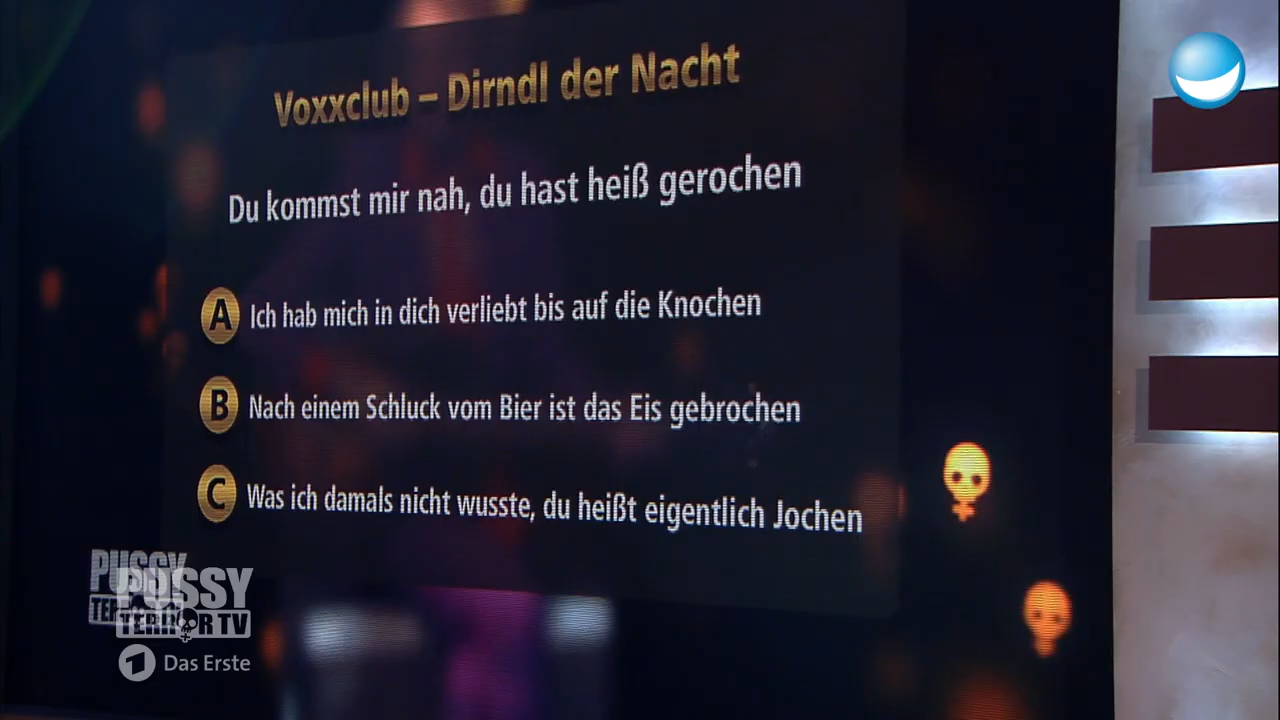 Voxxclub – Dirndl der Nacht
Du kommst mir nah, du hast heiß gerochen
A Ich hab mich in dich verliebt bis auf die Knochen
B Nach einem Schluck vom Bier ist das Eis gebrochen
C Was ich damals nicht wusste, du heißt eigentlich Jochen
PUSSY
PUSSY
TERROR TV
1 Das Erste